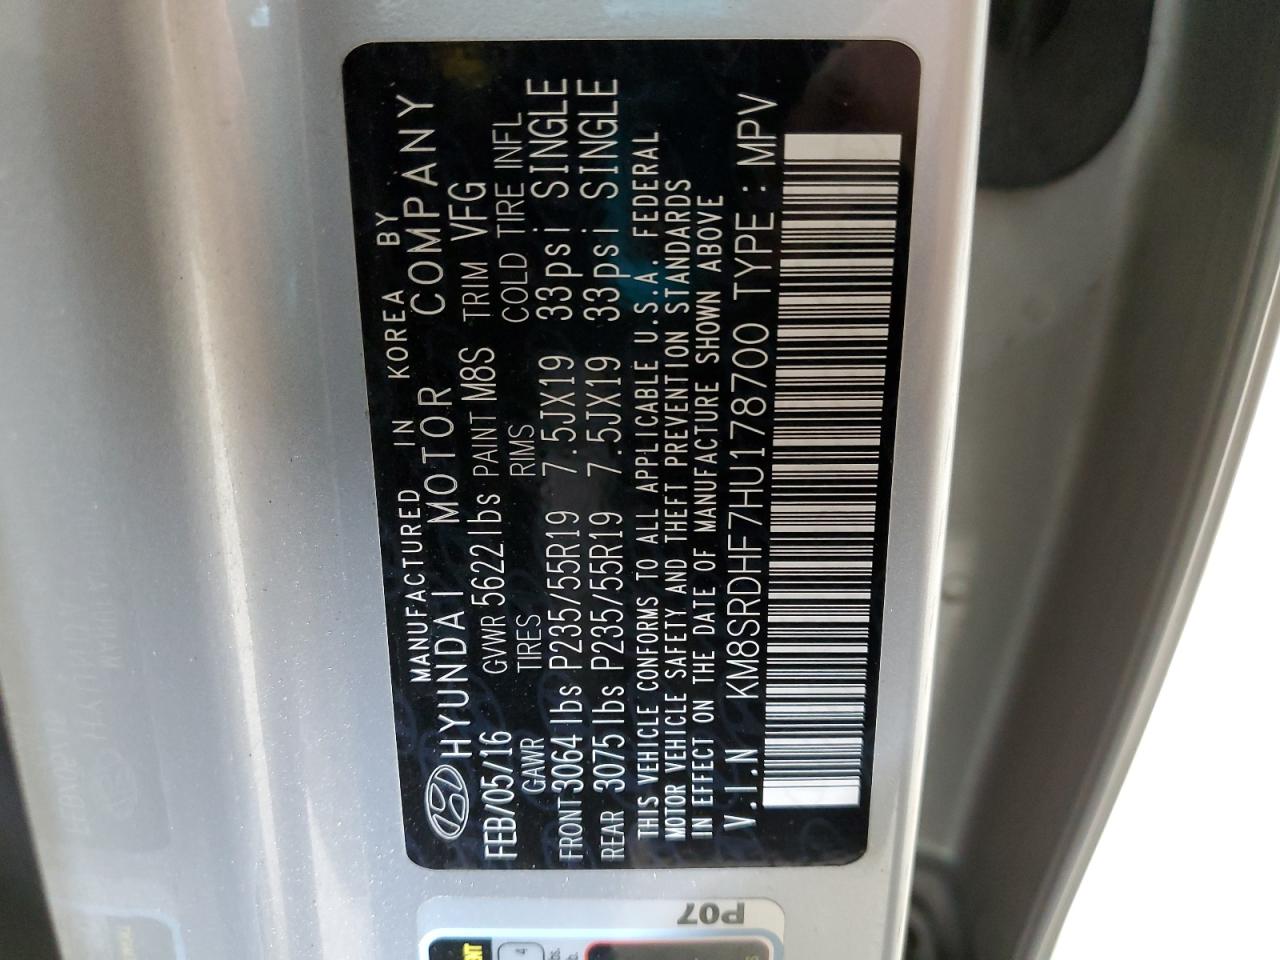 MANUFACTURED IN KOREA BY
HYUNDAI MOTOR COMPANY
FEB/05/16 GVWR 5622lbs PAINT M8S TRIM VFG
GAWR TIRES RIMS COLD TIRE INFL
FRONT 3064lbs P235/55R19 7.5JX19 33psi SINGLE
REAR 3075lbs P235/55R19 7.5JX19 33psi SINGLE
THIS VEHICLE CONFORMS TO ALL APPLICABLE U.S.A. FEDERAL
MOTOR VEHICLE SAFETY AND THEFT PREVENTION STANDARDS
IN EFFECT ON THE DATE OF MANUFACTURE SHOWN ABOVE
V.I.N KM8SRDHF7HU178700 TYPE : MPV
P07
4